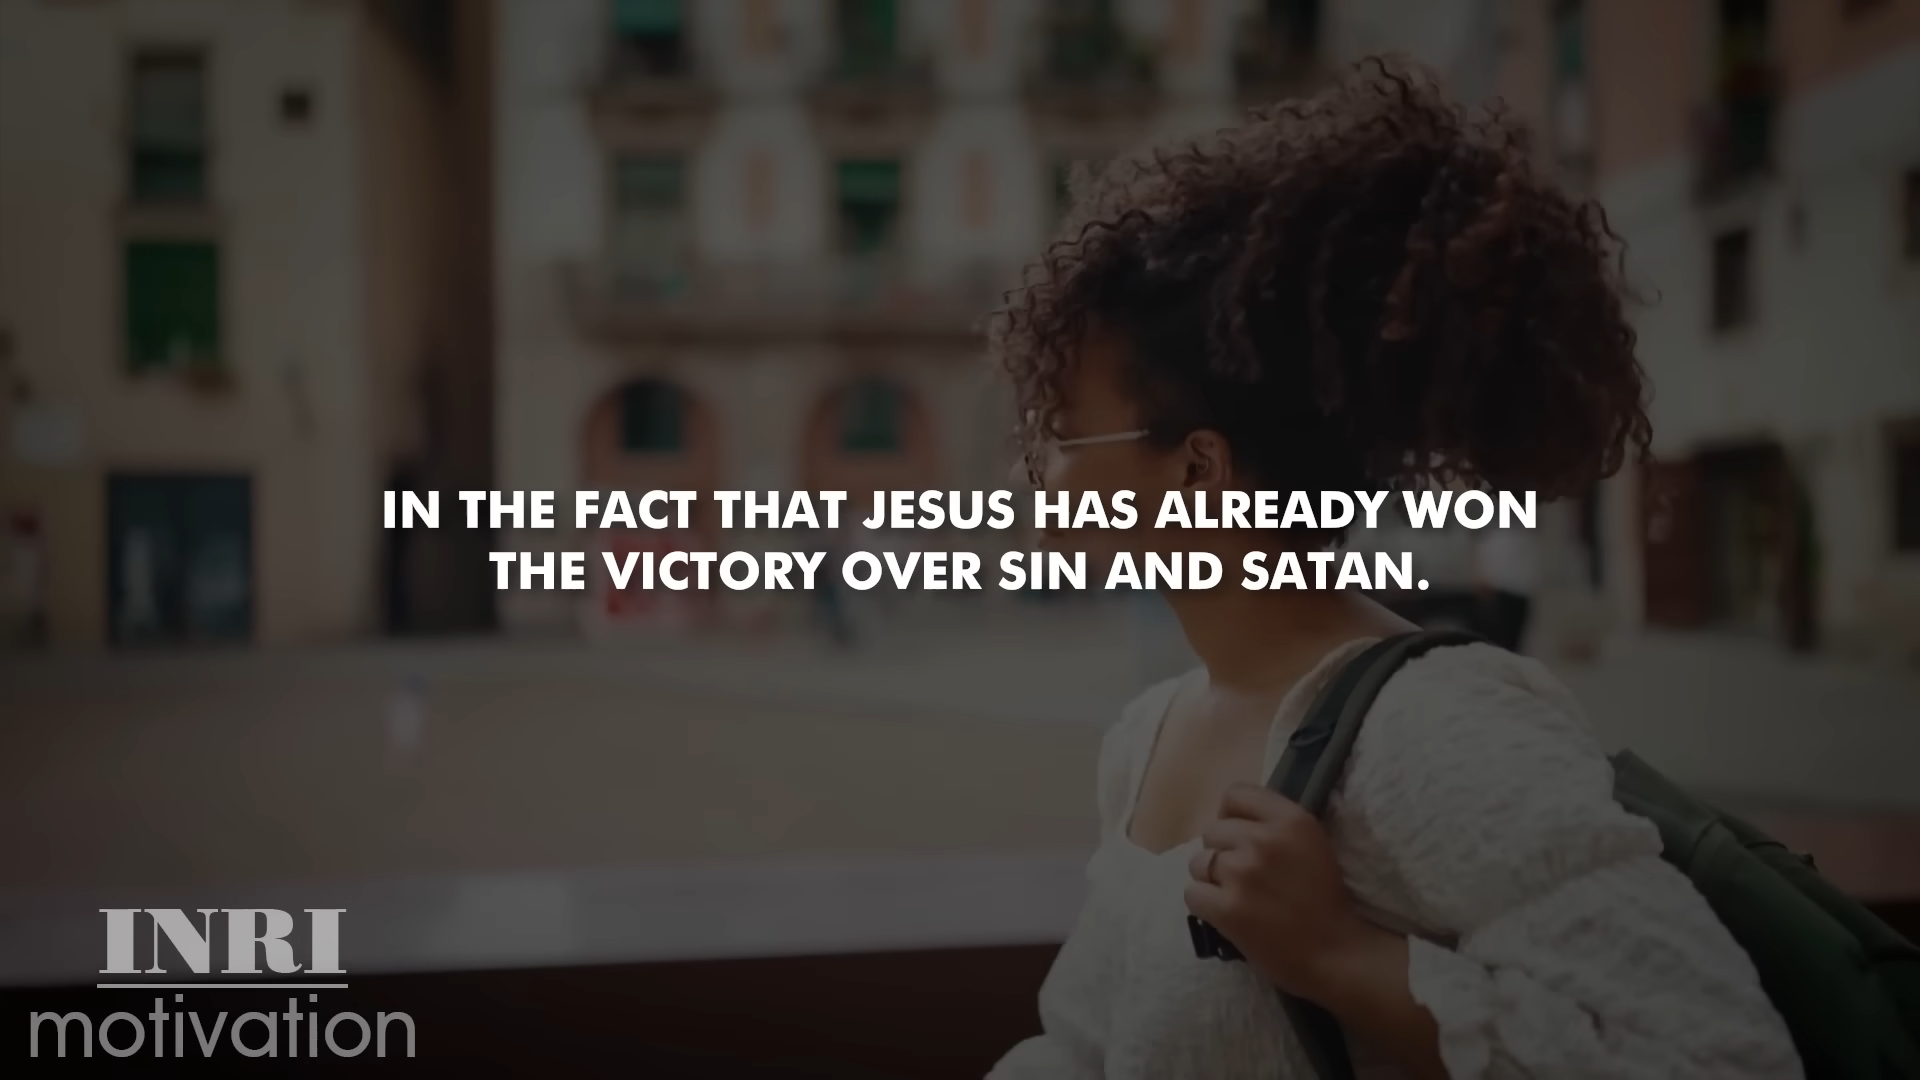 IN THE FACT THAT JESUS HAS ALREADY WON
THE VICTORY OVER SIN AND SATAN.
INRI
motivation